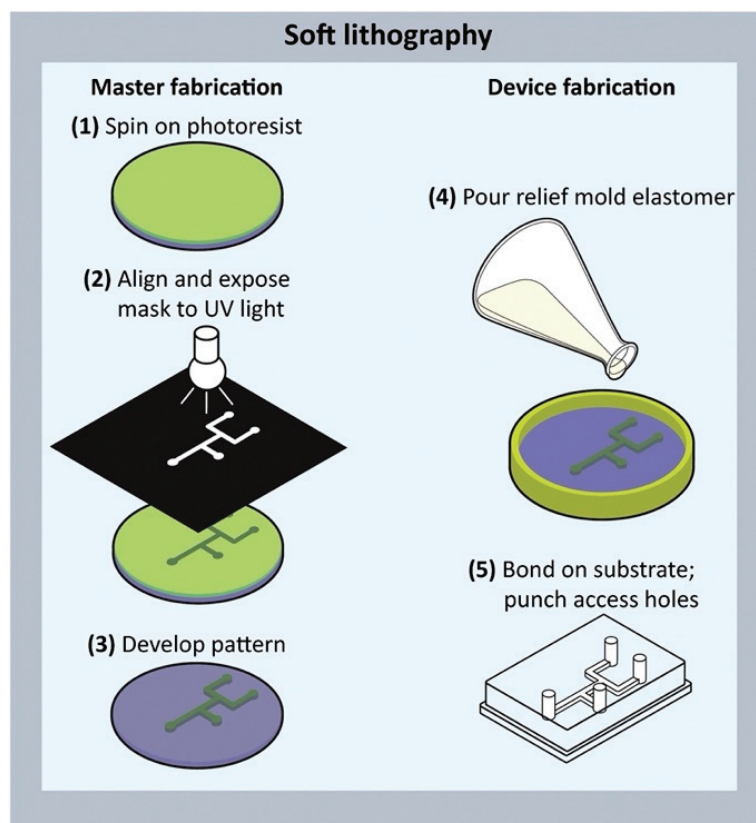 Soft lithography
Master fabrication
(1) Spin on photoresist
(2) Align and expose
mask to UV light
(3) Develop pattern
Device fabrication
(4) Pour relief mold elastomer
(5) Bond on substrate;
punch access holes